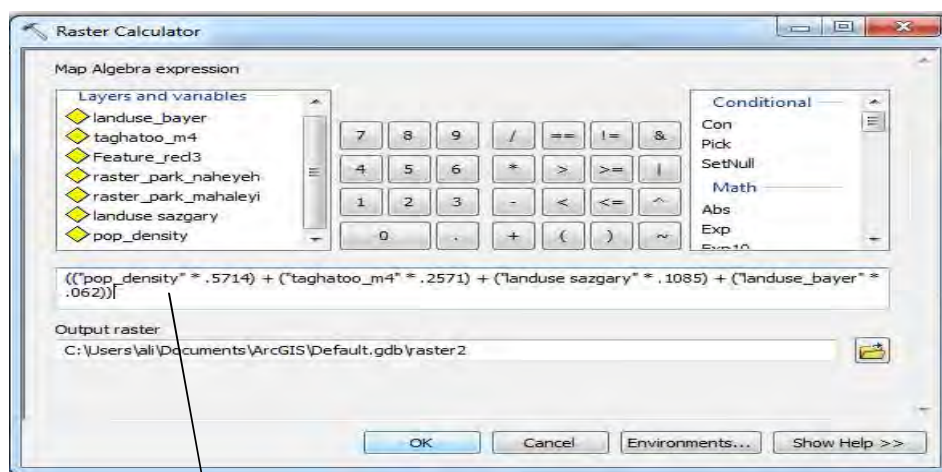 Raster Calculator
Map Algebra expression
Layers and variables
landuse_bayer
taghatoo_m4
Feature_recl3
raster_park_naheyeh
raster_park_mahaleyi
landuse sazgary
pop_density
7 8 9 / == != &
4 5 6 * > >= |
1 2 3 - < <= ^
0 . + ( ) ~
Conditional
Con
Pick
SetNull
Math
Abs
Exp
Exp10
(("pop_density" * .5714) + ("taghatoo_m4" * .2571) + ("landuse sazgary" * .1085) + ("landuse_bayer" *
.062))
Output raster
C:\Users\ali\Documents\ArcGIS\Default.gdb\raster2
OK Cancel Environments... Show Help >>